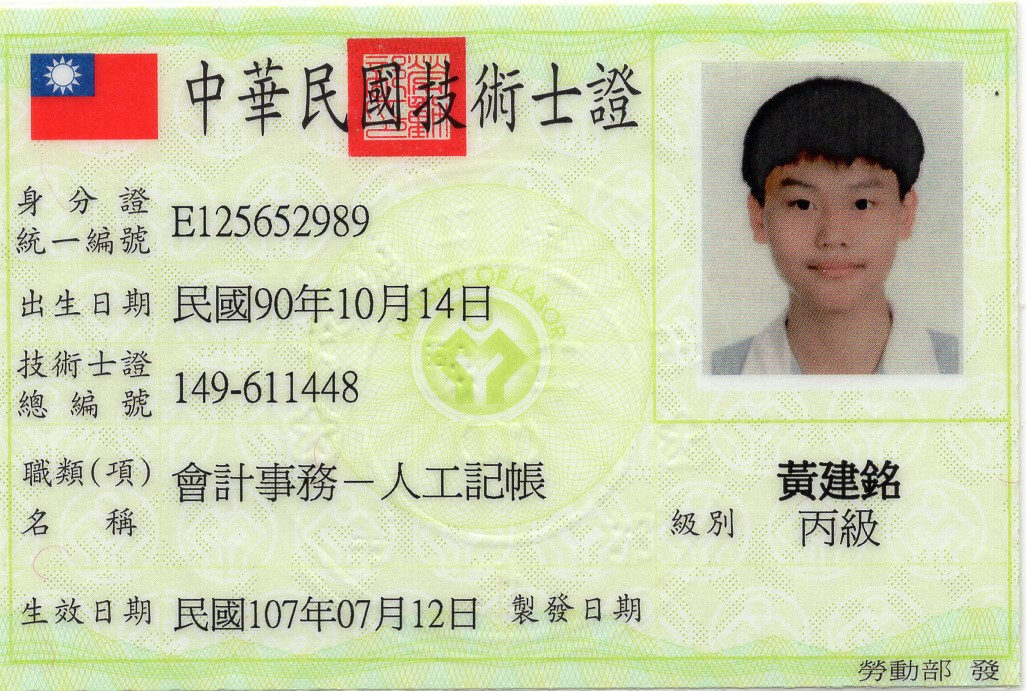 中華民國技術士證
身分證統一編號 E125652989
出生日期 民國90年10月14日
技術士證總編號 149-611448
職類(項)名稱 會計事務－人工記帳
黃建銘
級別 丙級
生效日期 民國107年07月12日 製發日期
勞動部 發
MINISTRY OF LABOR